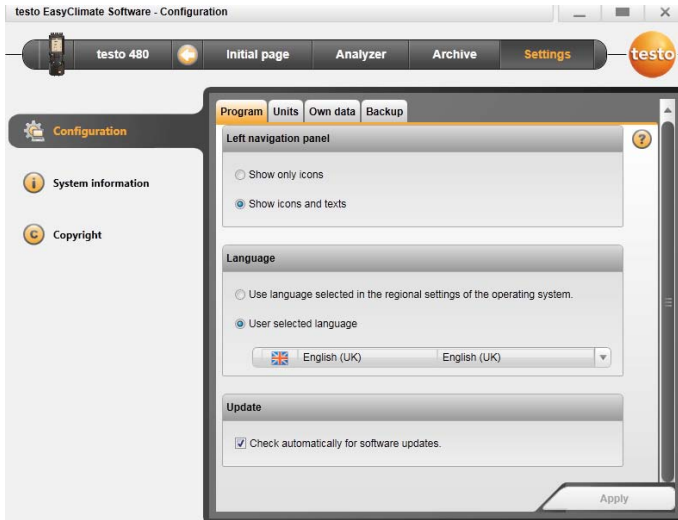 testo EasyClimate Software - Configuration
testo 480 Initial page Analyzer Archive Settings testo
Configuration
System information
Copyright
Program Units Own data Backup
Left navigation panel
Show only icons
Show icons and texts
Language
Use language selected in the regional settings of the operating system.
User selected language
English (UK) English (UK)
Update
Check automatically for software updates.
Apply